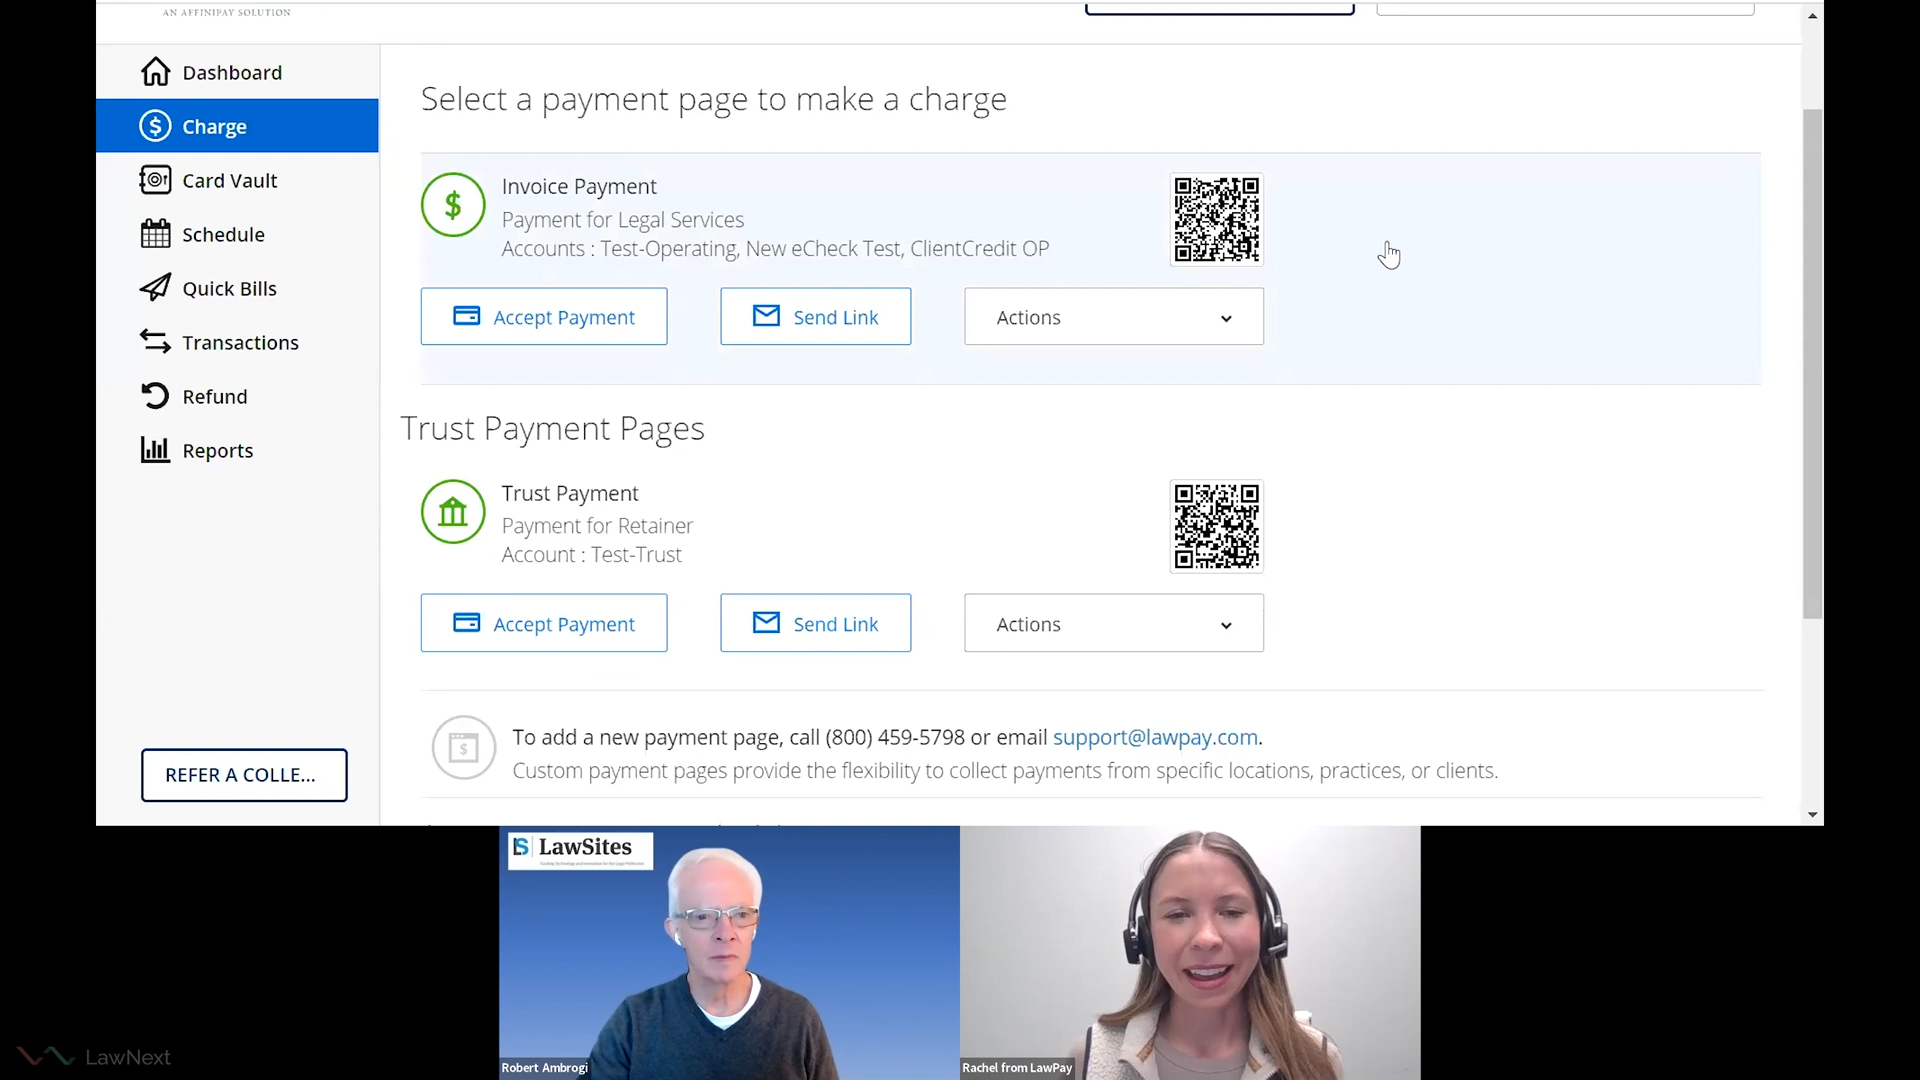 AN AFFINIPAY SOLUTION
Dashboard
Charge
Card Vault
Schedule
Quick Bills
Transactions
Refund
Reports
REFER A COLLE...
Select a payment page to make a charge
Invoice Payment
Payment for Legal Services
Accounts : Test-Operating, New eCheck Test, ClientCredit OP
Accept Payment
Send Link
Actions
Trust Payment Pages
Trust Payment
Payment for Retainer
Account : Test-Trust
Accept Payment
Send Link
Actions
To add a new payment page, call (800) 459-5798 or email support@lawpay.com.
Custom payment pages provide the flexibility to collect payments from specific locations, practices, or clients.
LS LawSites
Robert Ambrogi
Rachel from LawPay
LawNext